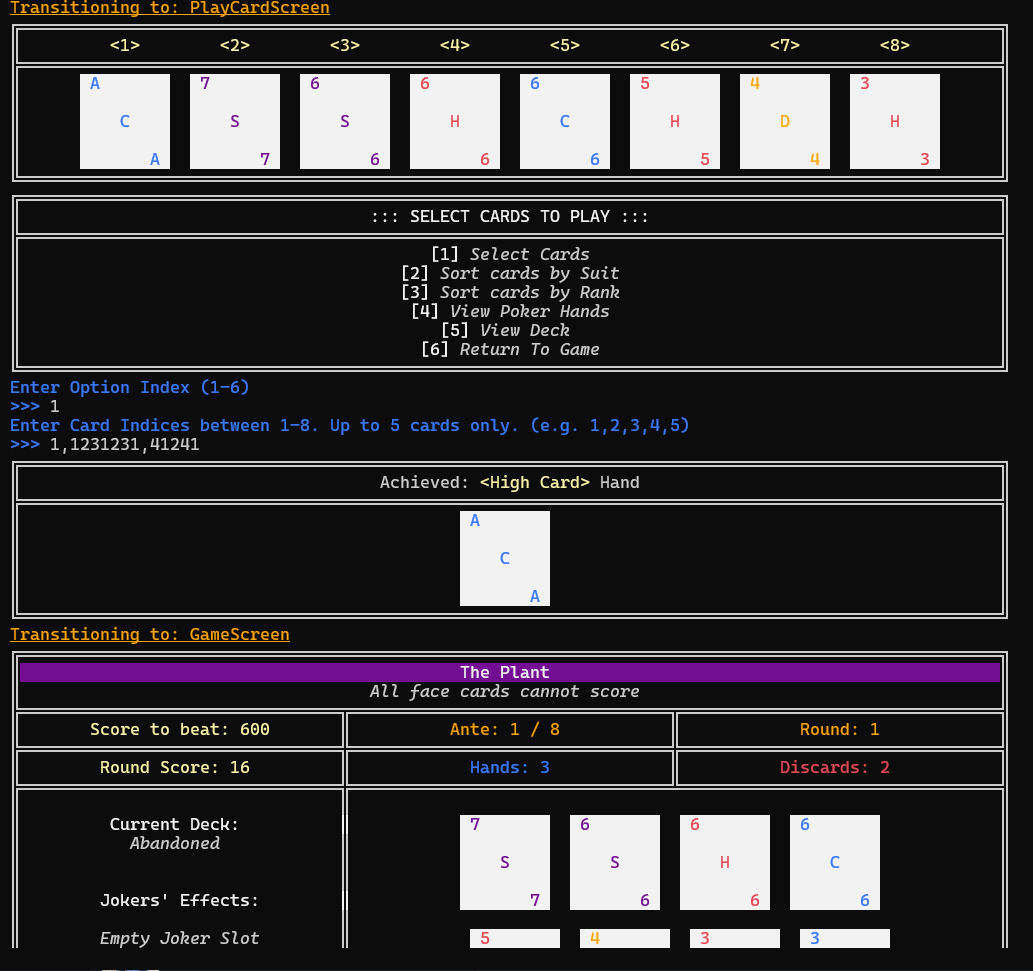 Transitioning to: PlayCardScreen
<1> <2> <3> <4> <5> <6> <7> <8>
A 7 6 6 6 5 4 3
C S S H C H D H
A 7 6 6 6 5 4 3
::: SELECT CARDS TO PLAY :::
[1] Select Cards
[2] Sort cards by Suit
[3] Sort cards by Rank
[4] View Poker Hands
[5] View Deck
[6] Return To Game
Enter Option Index (1-6)
>>> 1
Enter Card Indices between 1-8. Up to 5 cards only. (e.g. 1,2,3,4,5)
>>> 1,1231231,41241
Achieved: <High Card> Hand
A
C
A
Transitioning to: GameScreen
The Plant
All face cards cannot score
Score to beat: 600 Ante: 1 / 8 Round: 1
Round Score: 16 Hands: 3 Discards: 2
7 6 6 6
Current Deck:
Abandoned
S S H C
7 6 6 6
Jokers' Effects:
Empty Joker Slot
5 4 3 3